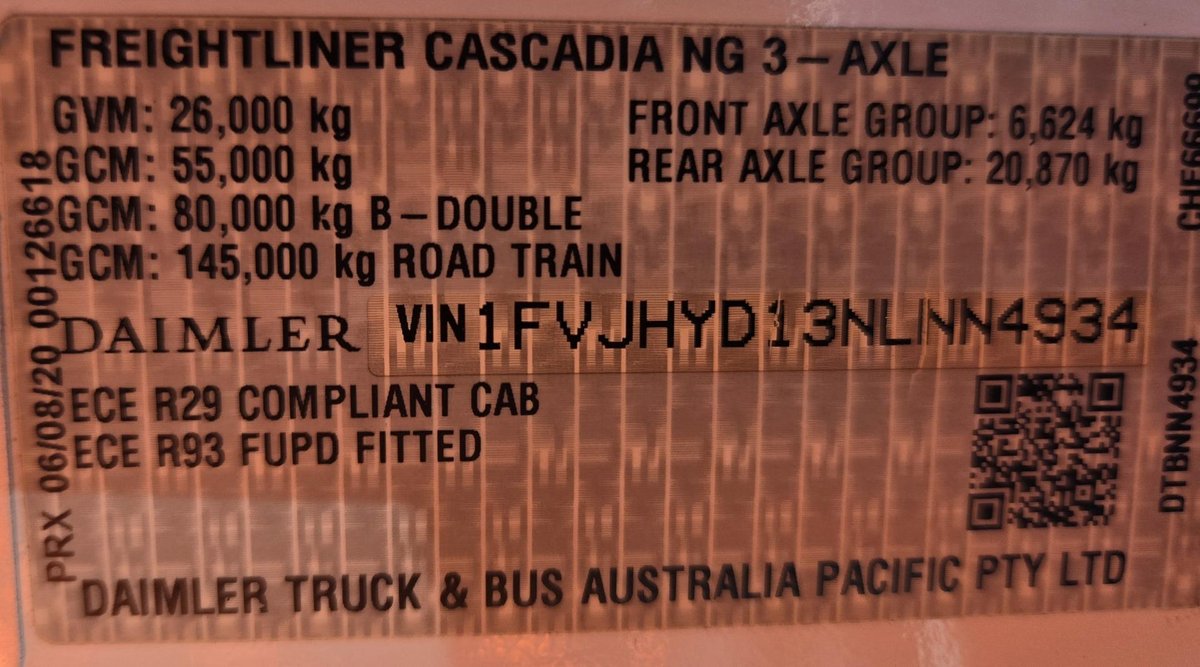 FREIGHTLINER CASCADIA NG 3-AXLE
GVM: 26,000 kg
FRONT AXLE GROUP: 6,624 kg
GCM: 55,000 kg
REAR AXLE GROUP: 20,870 kg
GCM: 80,000 kg B-DOUBLE
GCM: 145,000 kg ROAD TRAIN
DAIMLER
VIN 1FVJHYD13NLNN4934
ECE R29 COMPLIANT CAB
ECE R93 FUPD FITTED
DAIMLER TRUCK & BUS AUSTRALIA PACIFIC PTY LTD
PRX 06/08/20 00126618
DTBNN4934